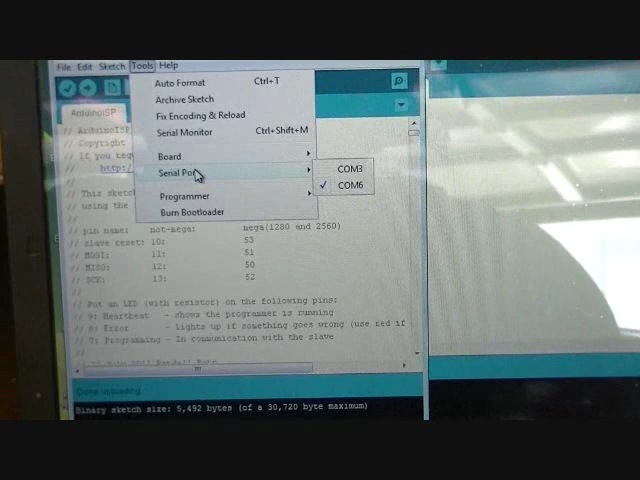 File Edit Sketch Tools Help
Auto Format Ctrl+T
Archive Sketch
Fix Encoding & Reload
Serial Monitor Ctrl+Shift+M
Board
Serial Port
COM3
COM6
Programmer
Burn Bootloader
ArduinoISP
// ArduinoISP
// Copyright
// If you requ
// http:/
//
// This sketch
// using the
//
// pin name: not-mega: mega(1280 and 2560)
// slave reset: 10: 53
// MOSI: 11: 51
// MISO: 12: 50
// SCK: 13: 52
//
// Put an LED (with resistor) on the following pins:
// 9: Heartbeat - shows the programmer is running
// 8: Error - Lights up if something goes wrong (use red if
// 7: Programming - In communication with the slave
//
Done uploading.
Binary sketch size: 5,492 bytes (of a 30,720 byte maximum)